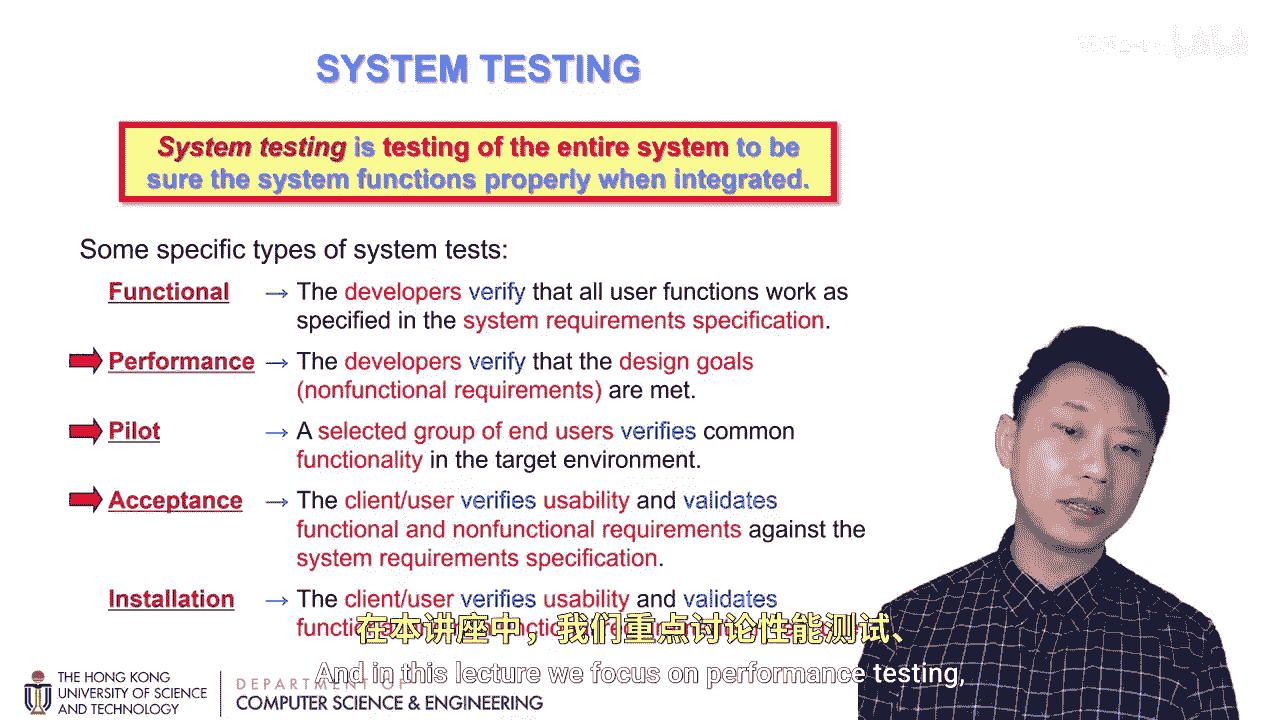 SYSTEM TESTING
System testing is testing of the entire system to be
sure the system functions properly when integrated.
Some specific types of system tests:
Functional → The developers verify that all user functions work as
specified in the system requirements specification.
Performance → The developers verify that the design goals
(nonfunctional requirements) are met.
Pilot → A selected group of end users verifies common
functionality in the target environment.
Acceptance → The client/user verifies usability and validates
functional and nonfunctional requirements against the
system requirements specification.
Installation → The client/user verifies usability and validates
在本讲座中，我们重点讨论性能测试、
And in this lecture we focus on performance testing,
THE HONG KONG
UNIVERSITY OF SCIENCE
AND TECHNOLOGY
DEPARTMENT OF
COMPUTER SCIENCE & ENGINEERING